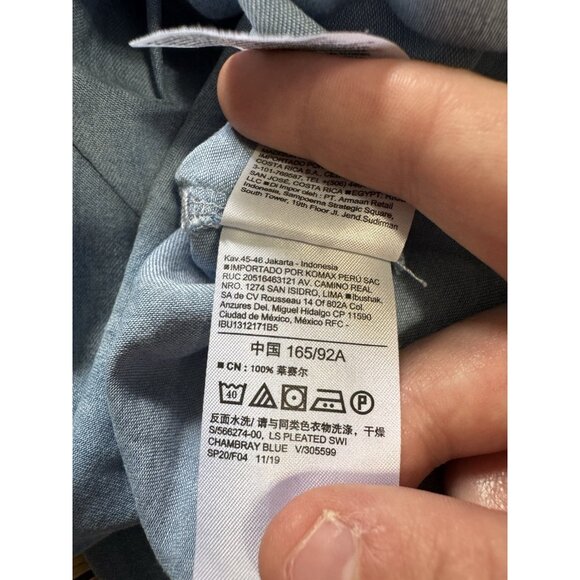 IMPORTADO POR
COSTA RICA S.A.
SAN JOSÉ, COSTA RICA ■ EGYPT:
LLC ■ Di Impor oleh : PT. Armaan Retail
Indonesia, Sampoerna Strategic Square,
South Tower, 19th Floor Jl. Jend.Sudirman
Kav.45-46 Jakarta - Indonesia
■IMPORTADO POR KOMAX PERÚ SAC
RUC 20516463121 AV. CAMINO REAL
NRO. 1274 SAN ISIDRO, LIMA ■ Ibushak,
SA de CV Rousseau 14 Of 802A Col.
Anzures Del. Miguel Hidalgo CP 11590
Ciudad de México, México RFC -
IBU1312171B5
中国 165/92A
■ CN: 100% 莱赛尔
40 P
反面水洗/ 请与同类色衣物洗涤, 干燥
S/566274-00, LS PLEATED SWI
CHAMBRAY BLUE V/305599
SP20/F04 11/19